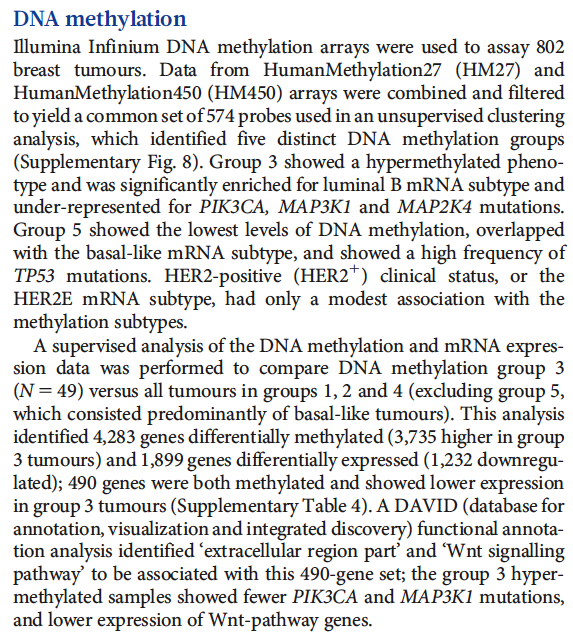 DNA methylation
Illumina Infinium DNA methylation arrays were used to assay 802
breast tumours. Data from HumanMethylation27 (HM27) and
HumanMethylation450 (HM450) arrays were combined and filtered
to yield a common set of 574 probes used in an unsupervised clustering
analysis, which identified five distinct DNA methylation groups
(Supplementary Fig. 8). Group 3 showed a hypermethylated pheno-
type and was significantly enriched for luminal B mRNA subtype and
under-represented for PIK3CA, MAP3K1 and MAP2K4 mutations.
Group 5 showed the lowest levels of DNA methylation, overlapped
with the basal-like mRNA subtype, and showed a high frequency of
TP53 mutations. HER2-positive (HER2⁺) clinical status, or the
HER2E mRNA subtype, had only a modest association with the
methylation subtypes.
A supervised analysis of the DNA methylation and mRNA expres-
sion data was performed to compare DNA methylation group 3
(N = 49) versus all tumours in groups 1, 2 and 4 (excluding group 5,
which consisted predominantly of basal-like tumours). This analysis
identified 4,283 genes differentially methylated (3,735 higher in group
3 tumours) and 1,899 genes differentially expressed (1,232 downregu-
lated); 490 genes were both methylated and showed lower expression
in group 3 tumours (Supplementary Table 4). A DAVID (database for
annotation, visualization and integrated discovery) functional annota-
tion analysis identified ‘extracellular region part’ and ‘Wnt signalling
pathway’ to be associated with this 490-gene set; the group 3 hyper-
methylated samples showed fewer PIK3CA and MAP3K1 mutations,
and lower expression of Wnt-pathway genes.